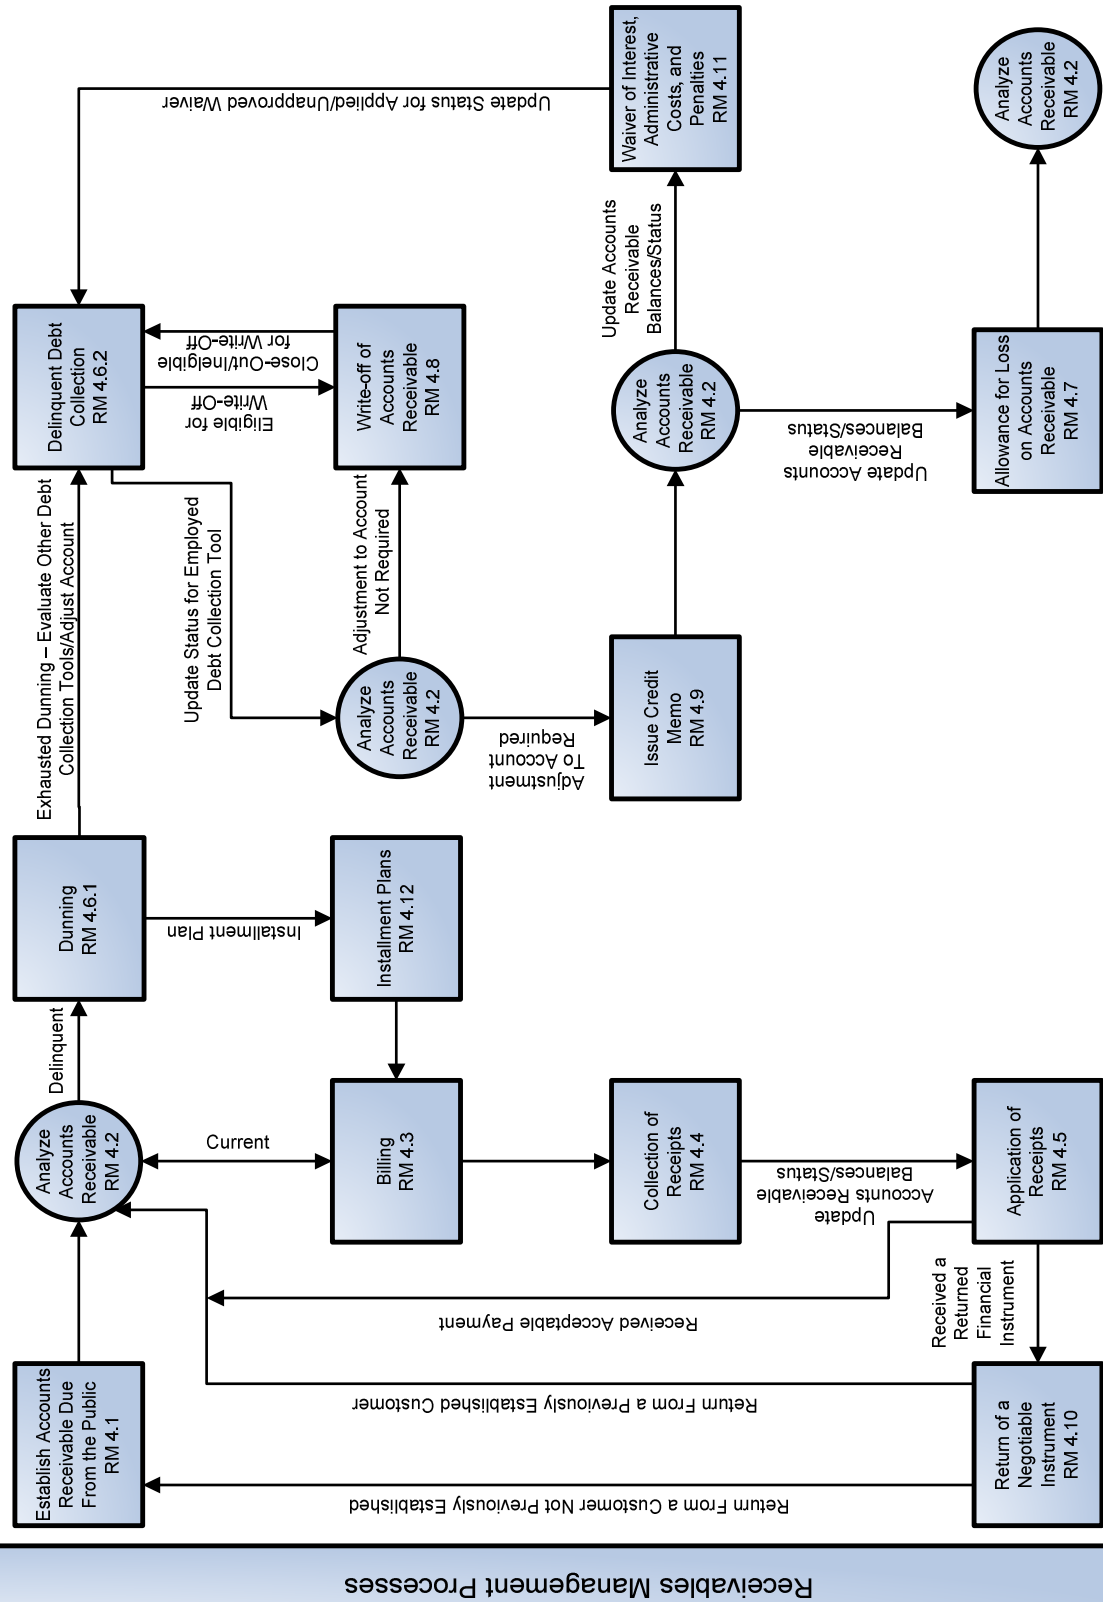 Receivables Management Processes
Establish Accounts
Receivable Due
From the Public
RM 4.1
Analyze
Accounts
Receivable
RM 4.2
Delinquent
Dunning
RM 4.6.1
Exhausted Dunning – Evaluate Other Debt
Collection Tools/Adjust Account
Delinquent Debt
Collection
RM 4.6.2
Update Status for Applied/Unapproved Waiver
Waiver of Interest,
Administrative
Costs, and
Penalties
RM 4.11
Current
Installment Plan
Installment Plans
RM 4.12
Billing
RM 4.3
Update Status for Employed
Debt Collection Tool
Eligible for
Write-Off
Close-Out/Inelgible
for Write-Off
Analyze
Accounts
Receivable
RM 4.2
Adjustment to Account
Not Required
Write-off of
Accounts
Receivable
RM 4.8
Adjustment
To Account
Required
Issue Credit
Memo
RM 4.9
Analyze
Accounts
Receivable
RM 4.2
Update Accounts
Receivable
Balances/Status
Collection of
Receipts
RM 4.4
Update
Accounts Receivable
Balances/Status
Application of
Receipts
RM 4.5
Received Acceptable Payment
Received a
Returned
Financial
Instrument
Return of a
Negotiable
Instrument
RM 4.10
Return From a Previously Established Customer
Return From a Customer Not Previously Established
Update Accounts
Receivable
Balances/Status
Allowance for Loss
on Accounts
Receivable
RM 4.7
Analyze
Accounts
Receivable
RM 4.2